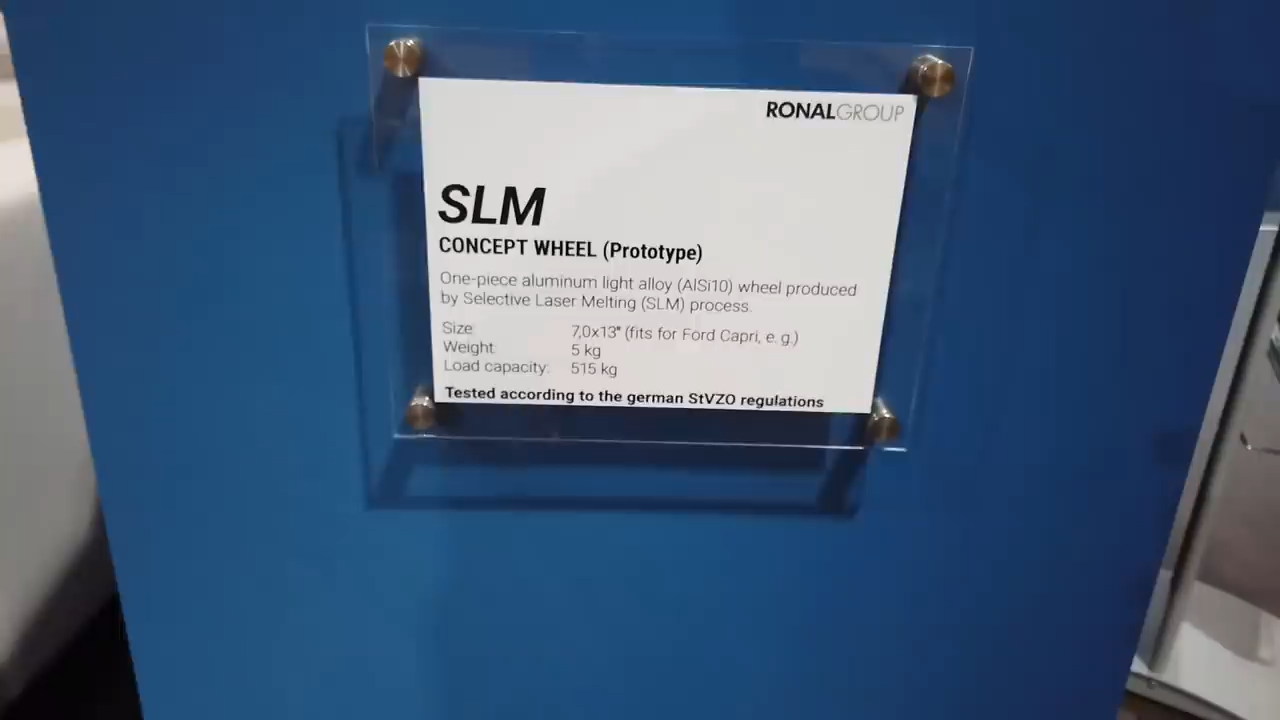 RONALGROUP
SLM
CONCEPT WHEEL (Prototype)
One-piece aluminum light alloy (AlSi10) wheel produced
by Selective Laser Melting (SLM) process.
Size: 7,0x13" (fits for Ford Capri, e. g.)
Weight: 5 kg
Load capacity: 515 kg
Tested according to the german StVZO regulations